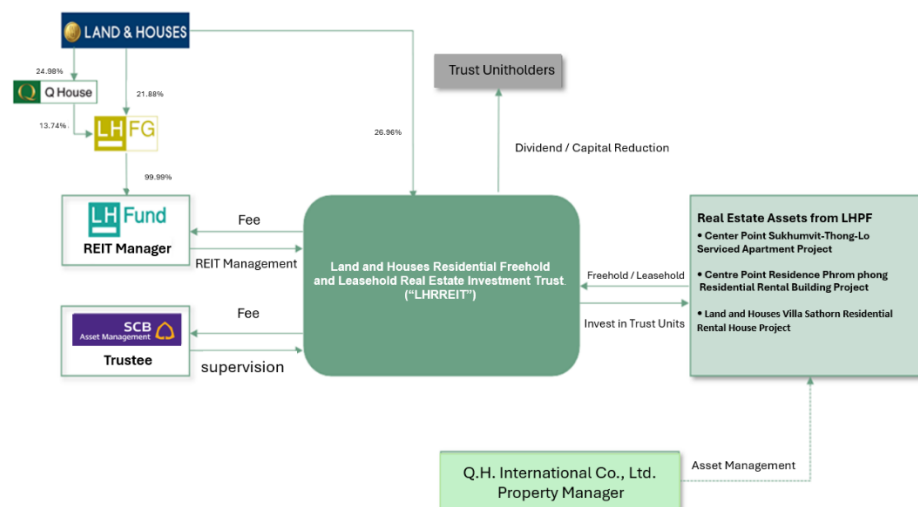 LAND & HOUSES
24.98%
Q Q House
21.88%
13.74%
LH FG
26.96%
99.99%
Trust Unitholders
Dividend / Capital Reduction
LH Fund
REIT Manager
Fee
REIT Management
SCB
Asset Management
Trustee
Fee
supervision
Land and Houses Residential Freehold
and Leasehold Real Estate Investment Trust
("LHRREIT")
Freehold / Leasehold
Invest in Trust Units
Real Estate Assets from LHPF
• Center Point Sukhumvit-Thong-Lo
Serviced Apartment Project
• Centre Point Residence Phrom phong
Residential Rental Building Project
• Land and Houses Villa Sathorn Residential
Rental House Project
Asset Management
Q.H. International Co., Ltd.
Property Manager